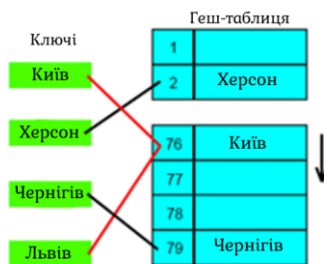 Геш-таблиця
Ключі
1
Київ
2 Херсон
Херсон
76 Київ
77
Чернігів
78
79 Чернігів
Львів